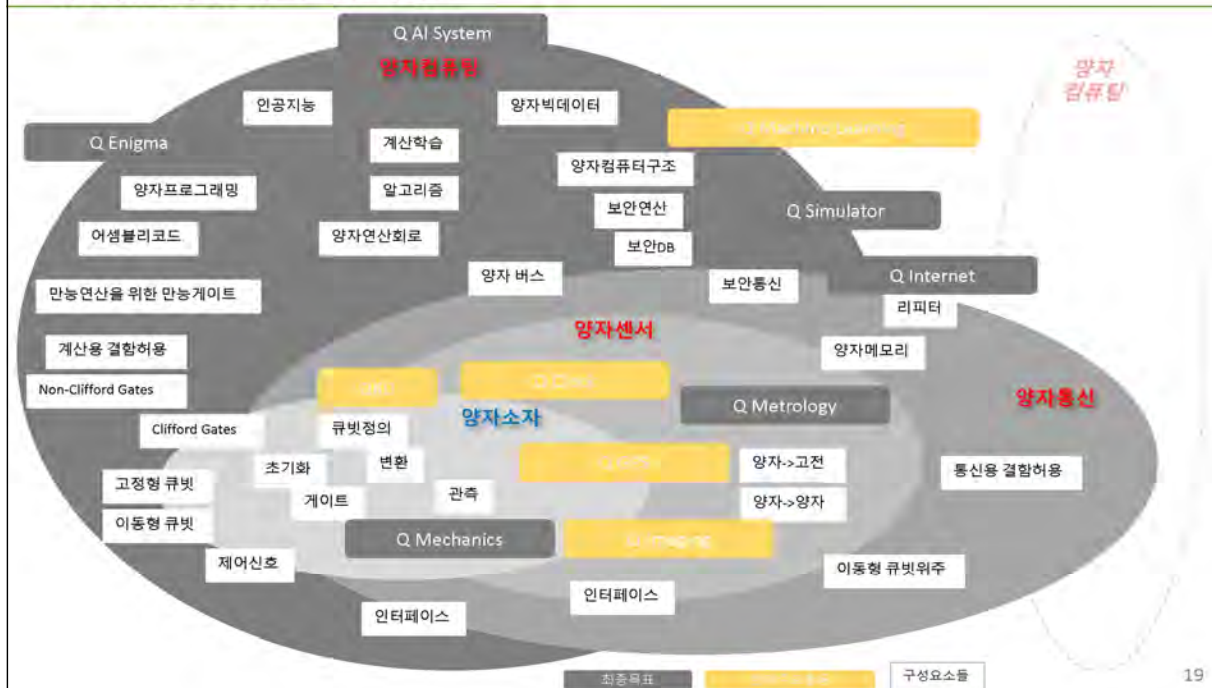 Q AI System
양자컴퓨팅
양자
컴퓨팅
인공지능
양자빅데이터
Q Machine Learning
Q Enigma
계산학습
양자컴퓨터구조
양자프로그래밍
알고리즘
보안연산
Q Simulator
어셈블리코드
양자연산회로
보안DB
양자 버스
보안통신
Q Internet
만능연산을 위한 만능게이트
리피터
양자센서
계산용 결함허용
양자메모리
Non-Clifford Gates
Q Clock
Q Metrology
양자통신
양자소자
Clifford Gates
큐빗정의
초기화
변환
양자->고전
통신용 결함허용
고정형 큐빗
게이트
관측
양자->양자
이동형 큐빗
Q Mechanics
Q Imaging
제어신호
이동형 큐빗위주
인터페이스
인터페이스
최종목표
구성요소들
19